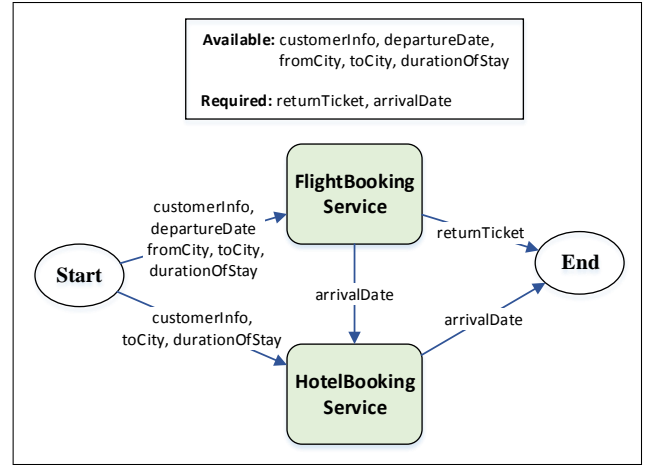 Available: customerInfo, departureDate,
fromCity, toCity, durationOfStay
Required: returnTicket, arrivalDate
FlightBooking
Service
customerInfo,
departureDate
fromCity, toCity,
durationOfStay
returnTicket
Start
End
arrivalDate
customerInfo,
toCity, durationOfStay
arrivalDate
HotelBooking
Service